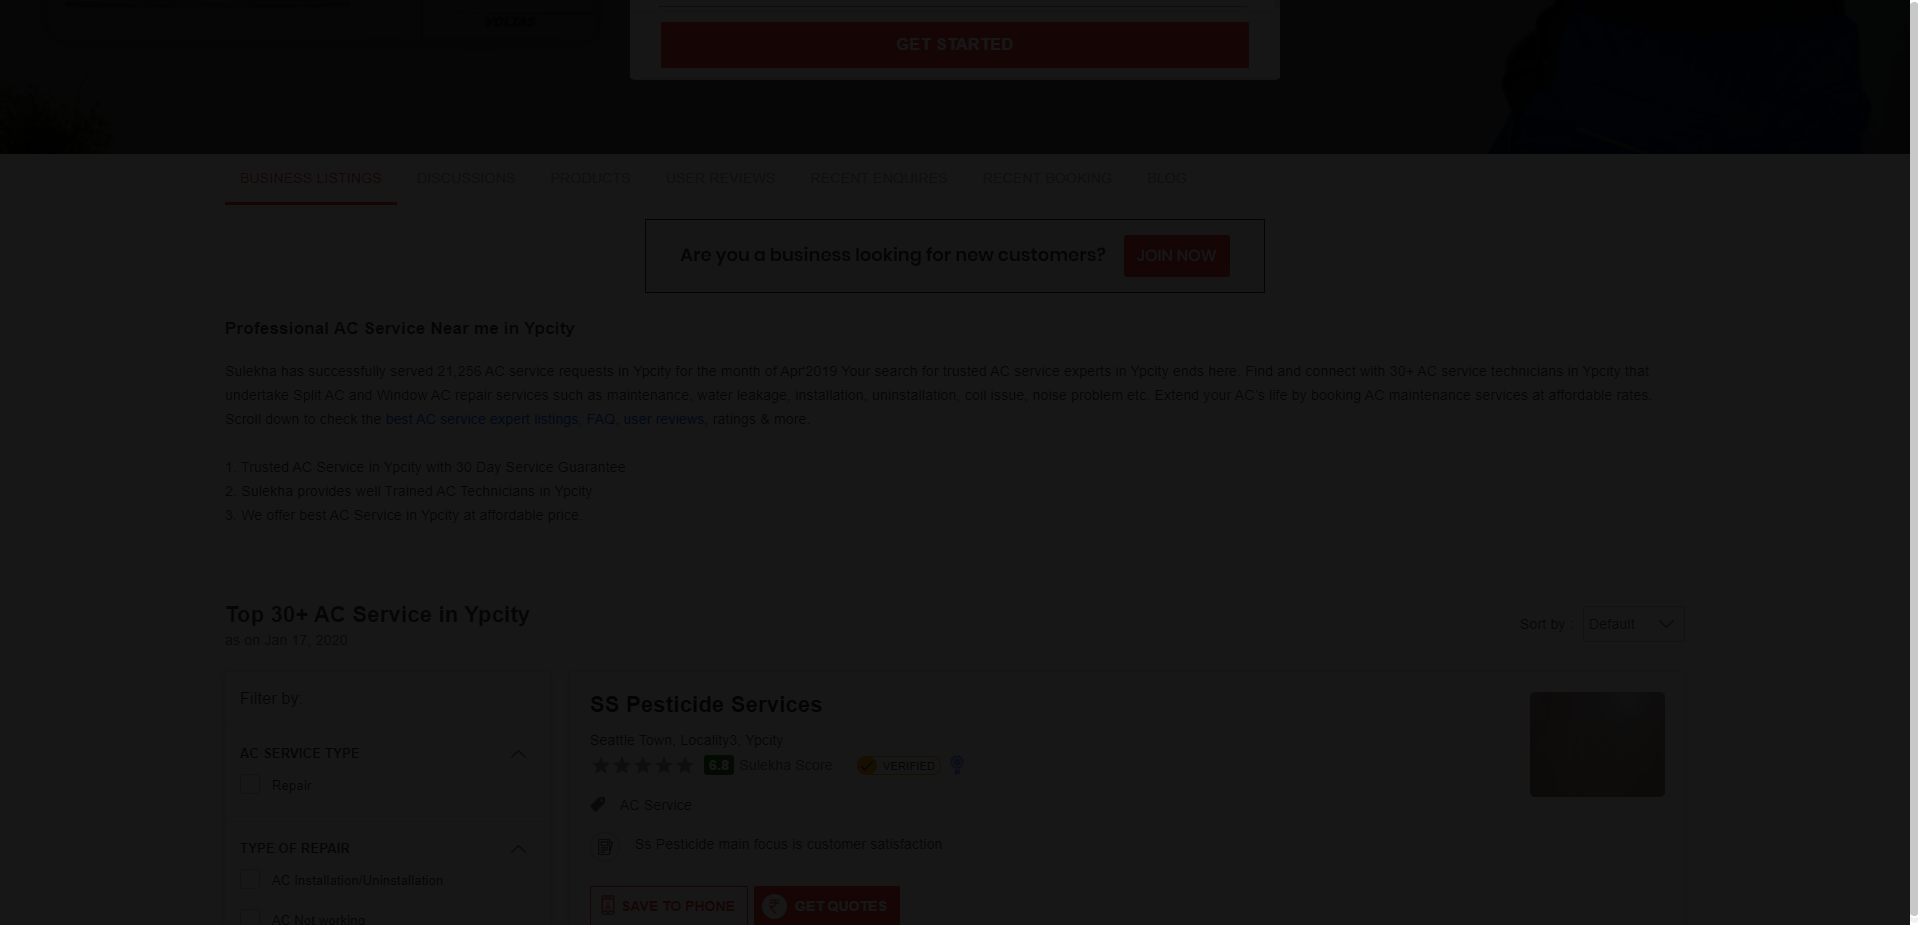 GET STARTED
BUSINESS LISTINGS DISCUSSIONS PRODUCTS USER REVIEWS RECENT ENQUIRES RECENT BOOKING BLOG
Are you a business looking for new customers? JOIN NOW
Professional AC Service Near me in Ypcity
Sulekha has successfully served 21,256 AC service requests in Ypcity for the month of Apr'2019 Your search for trusted AC service experts in Ypcity ends here. Find and connect with 30+ AC service technicians in Ypcity that
undertake Split AC and Window AC repair services such as maintenance, water leakage, installation, uninstallation, coil issue, noise problem etc. Extend your AC's life by booking AC maintenance services at affordable rates.
Scroll down to check the best AC service expert listings, FAQ, user reviews, ratings & more.
1. Trusted AC Service in Ypcity with 30 Day Service Guarantee
2. Sulekha provides well Trained AC Technicians in Ypcity
3. We offer best AC Service in Ypcity at affordable price.
Top 30+ AC Service in Ypcity
as on Jan 17, 2020
Sort by : Default
Filter by:
AC SERVICE TYPE
Repair
TYPE OF REPAIR
AC Installation/Uninstallation
AC Not working
SS Pesticide Services
Seattle Town, Locality3, Ypcity
6.8 Sulekha Score VERIFIED
AC Service
Ss Pesticide main focus is customer satisfaction
SAVE TO PHONE GET QUOTES